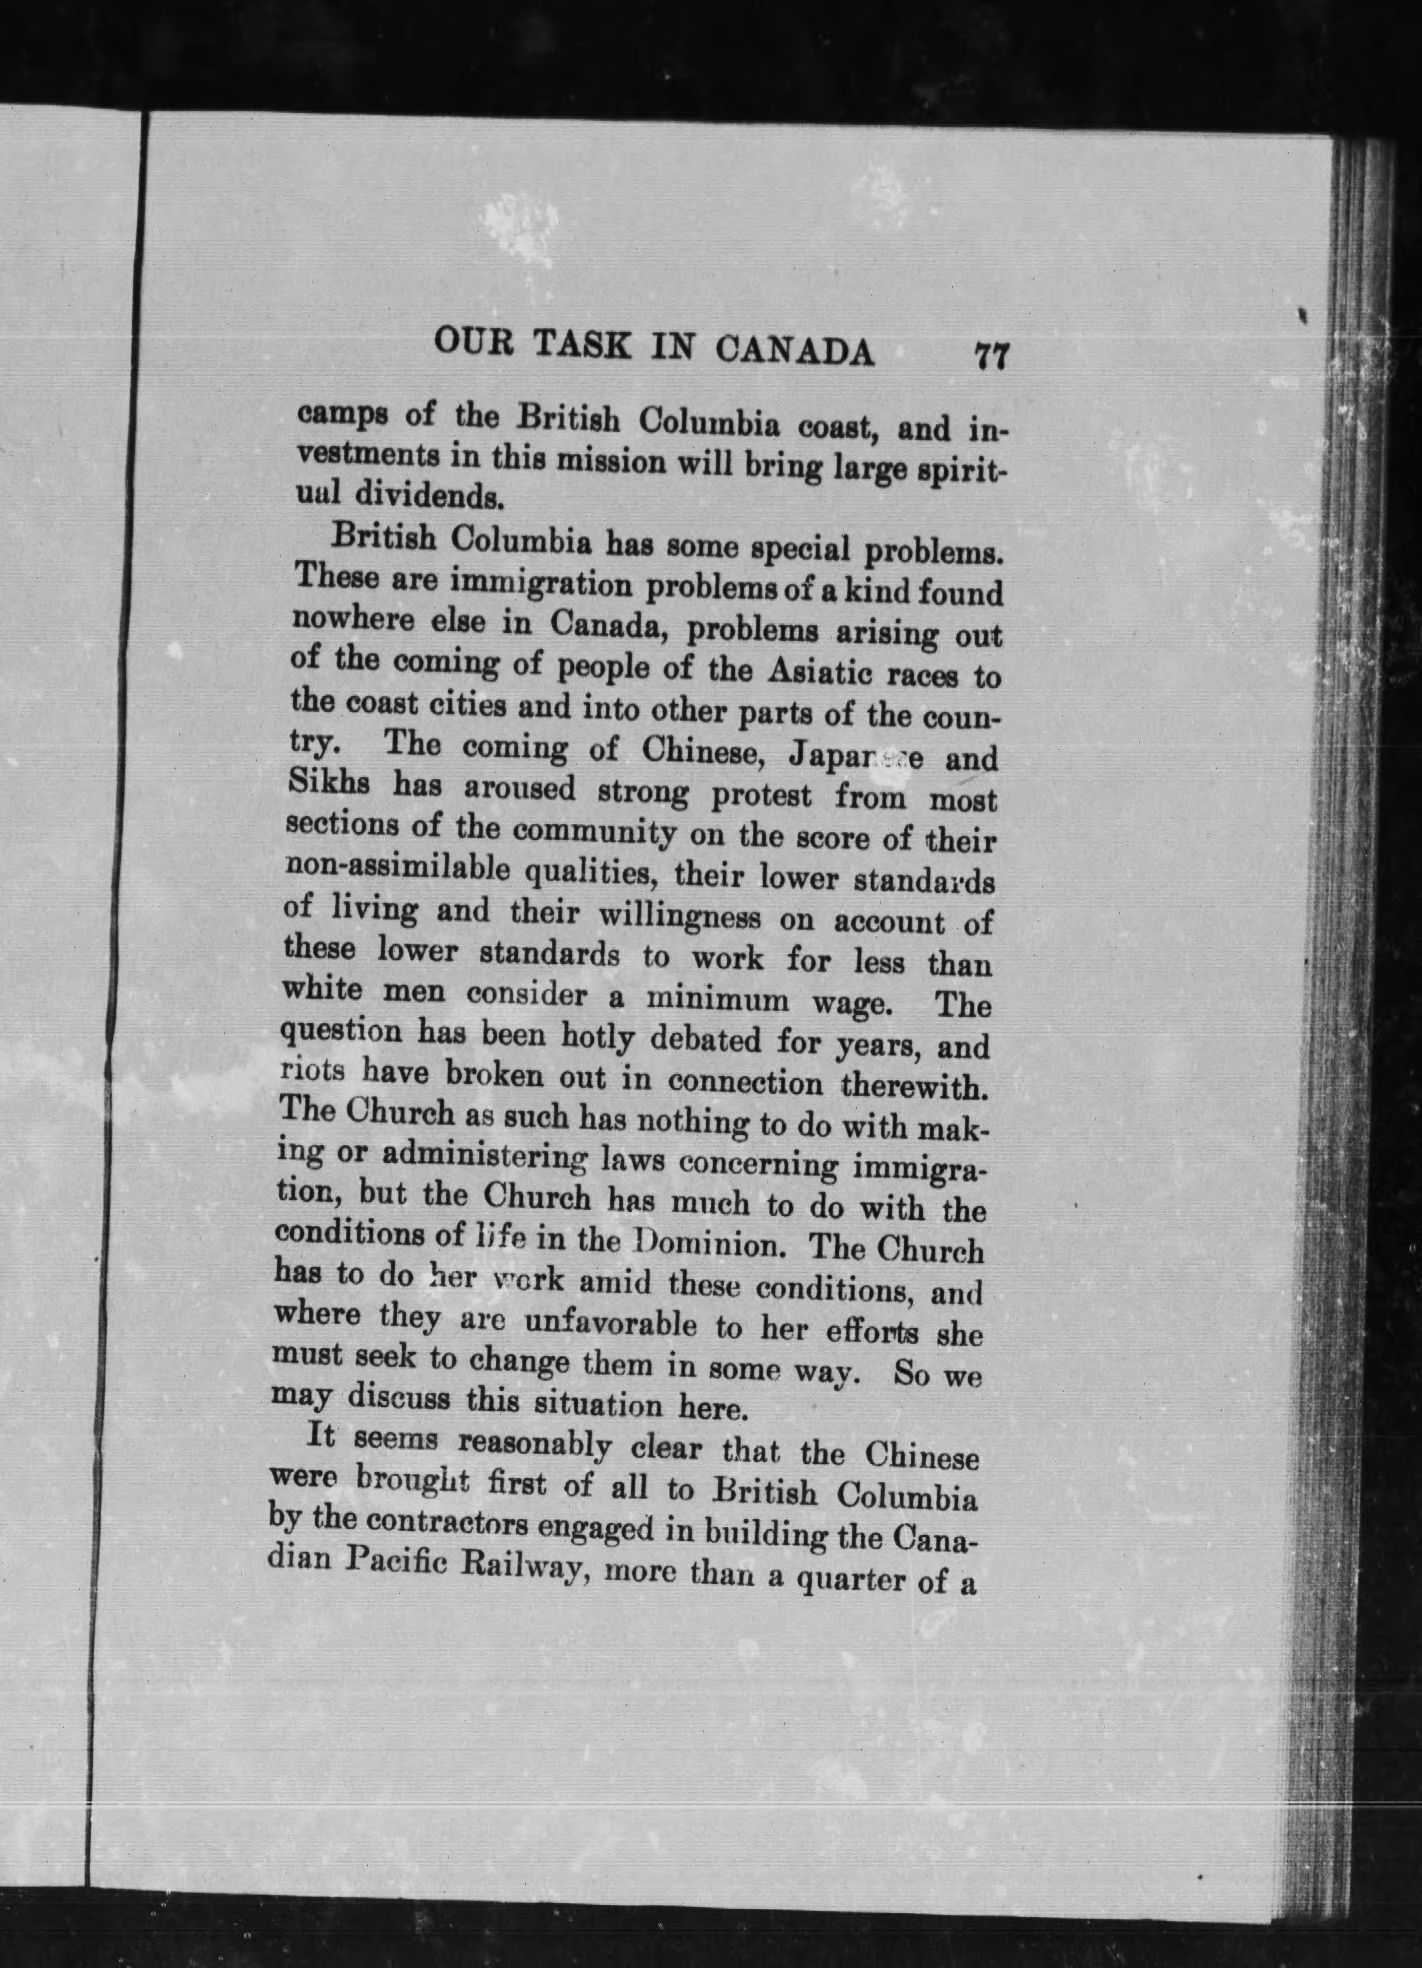 OUR TASK IN CANADA 77
camps of the British Columbia coast, and in-
vestments in this mission will bring large spirit-
ual dividends.
British Columbia has some special problems.
These are immigration problems of a kind found
nowhere else in Canada, problems arising out
of the coming of people of the Asiatic races to
the coast cities and into other parts of the coun-
try. The coming of Chinese, Japanese and
Sikhs has aroused strong protest from most
sections of the community on the score of their
non-assimilable qualities, their lower standards
of living and their willingness on account of
these lower standards to work for less than
white men consider a minimum wage. The
question has been hotly debated for years, and
riots have broken out in connection therewith.
The Church as such has nothing to do with mak-
ing or administering laws concerning immigra-
tion, but the Church has much to do with the
conditions of life in the Dominion. The Church
has to do her work amid these conditions, and
where they are unfavorable to her efforts she
must seek to change them in some way. So we
may discuss this situation here.
It seems reasonably clear that the Chinese
were brought first of all to British Columbia
by the contractors engaged in building the Cana-
dian Pacific Railway, more than a quarter of a